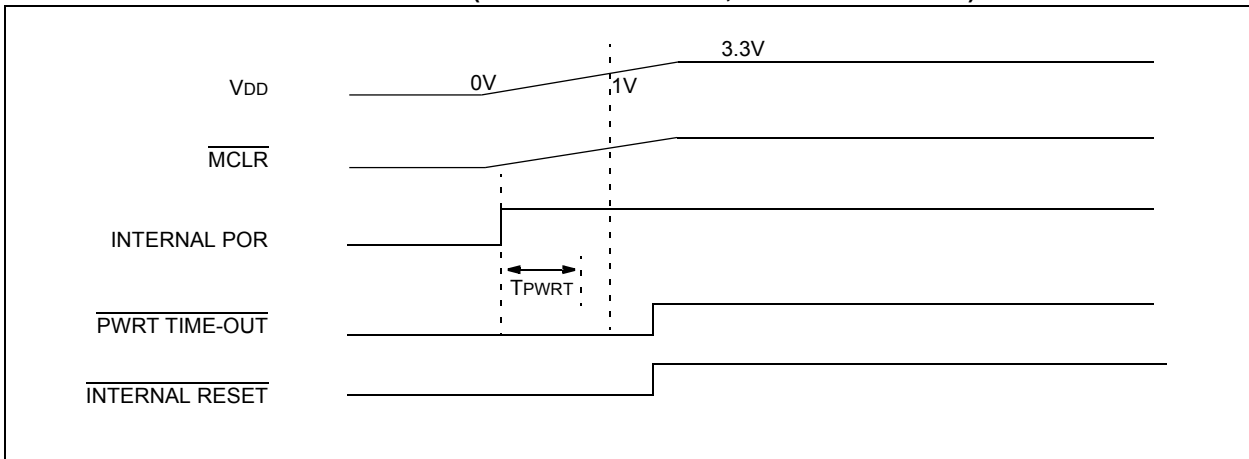 3.3V
VDD
0V
1V
MCLR
INTERNAL POR
TPWRT
PWRT TIME-OUT
INTERNAL RESET